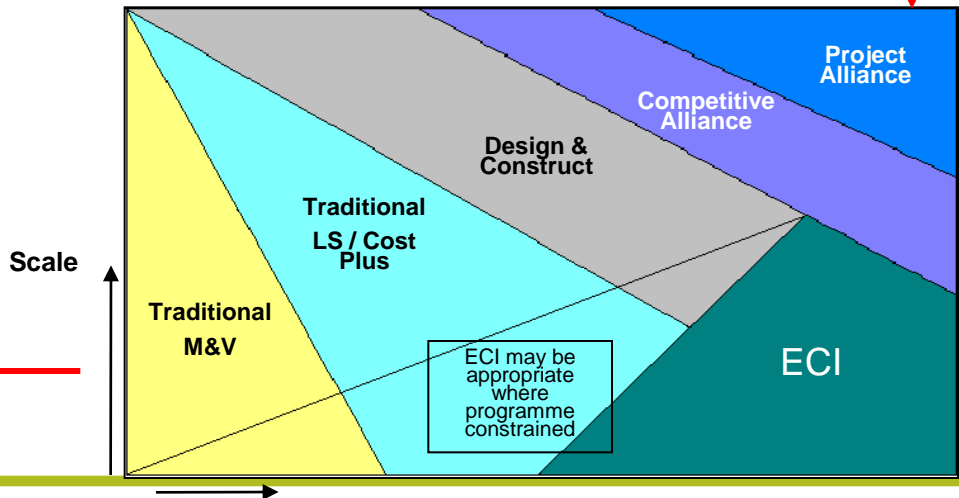 Project
Alliance
Competitive
Alliance
Design &
Construct
Traditional
LS / Cost
Plus
Scale
Traditional
M&V
ECI may be
appropriate
where
programme
constrained
ECI